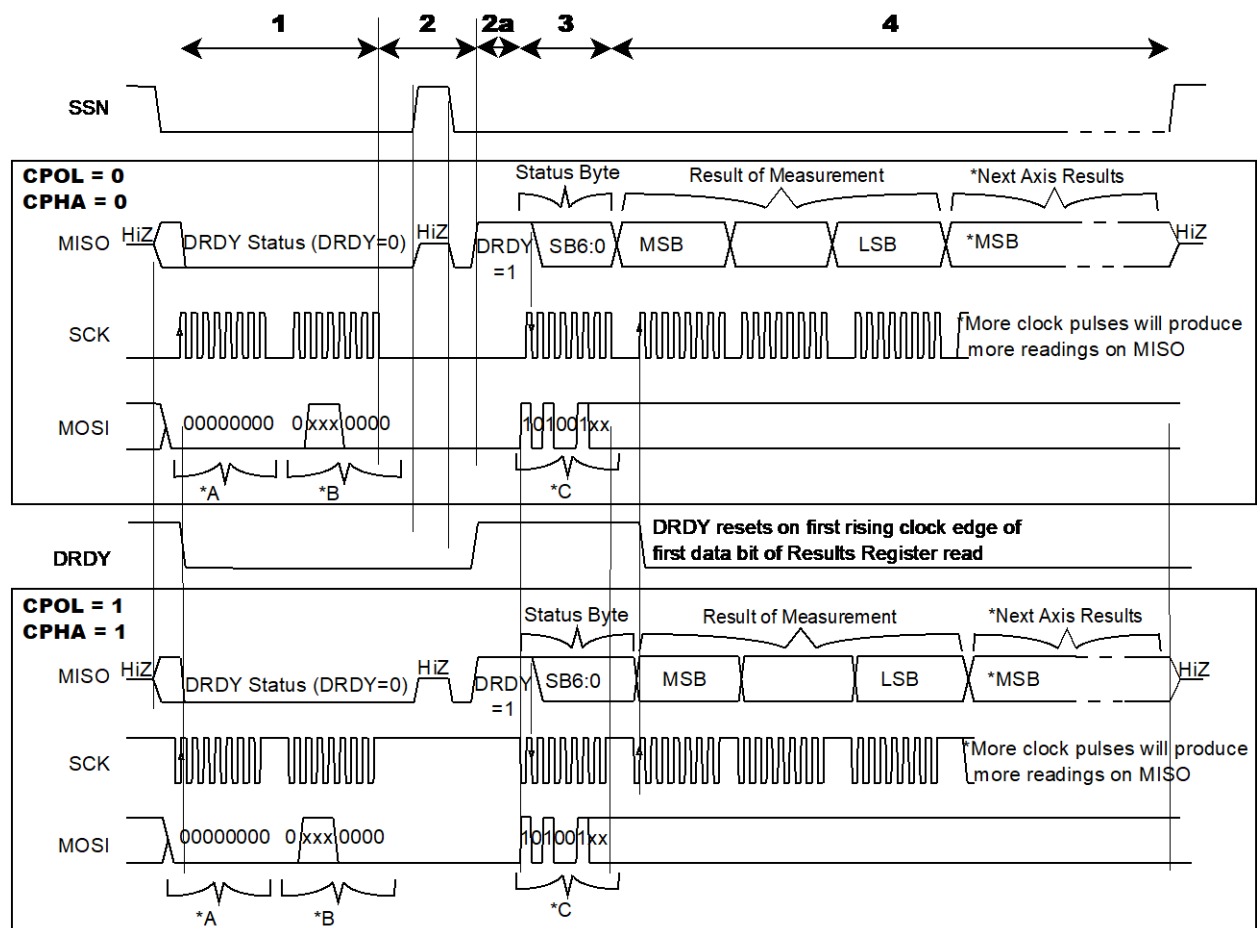 1 2 2a 3 4
SSN
CPOL = 0
CPHA = 0
Status Byte Result of Measurement *Next Axis Results
MISO HiZ DRDY Status (DRDY=0) HiZ DRDY =1 SB6:0 MSB LSB *MSB HiZ
SCK *More clock pulses will produce
more readings on MISO
MOSI 00000000 0 xxx 0000 101001xx
*A *B *C
DRDY DRDY resets on first rising clock edge of
first data bit of Results Register read
CPOL = 1
CPHA = 1
Status Byte Result of Measurement *Next Axis Results
MISO HiZ DRDY Status (DRDY=0) HiZ DRDY =1 SB6:0 MSB LSB *MSB HiZ
SCK *More clock pulses will produce
more readings on MISO
MOSI 00000000 0 xxx 0000 101001xx
*A *B *C